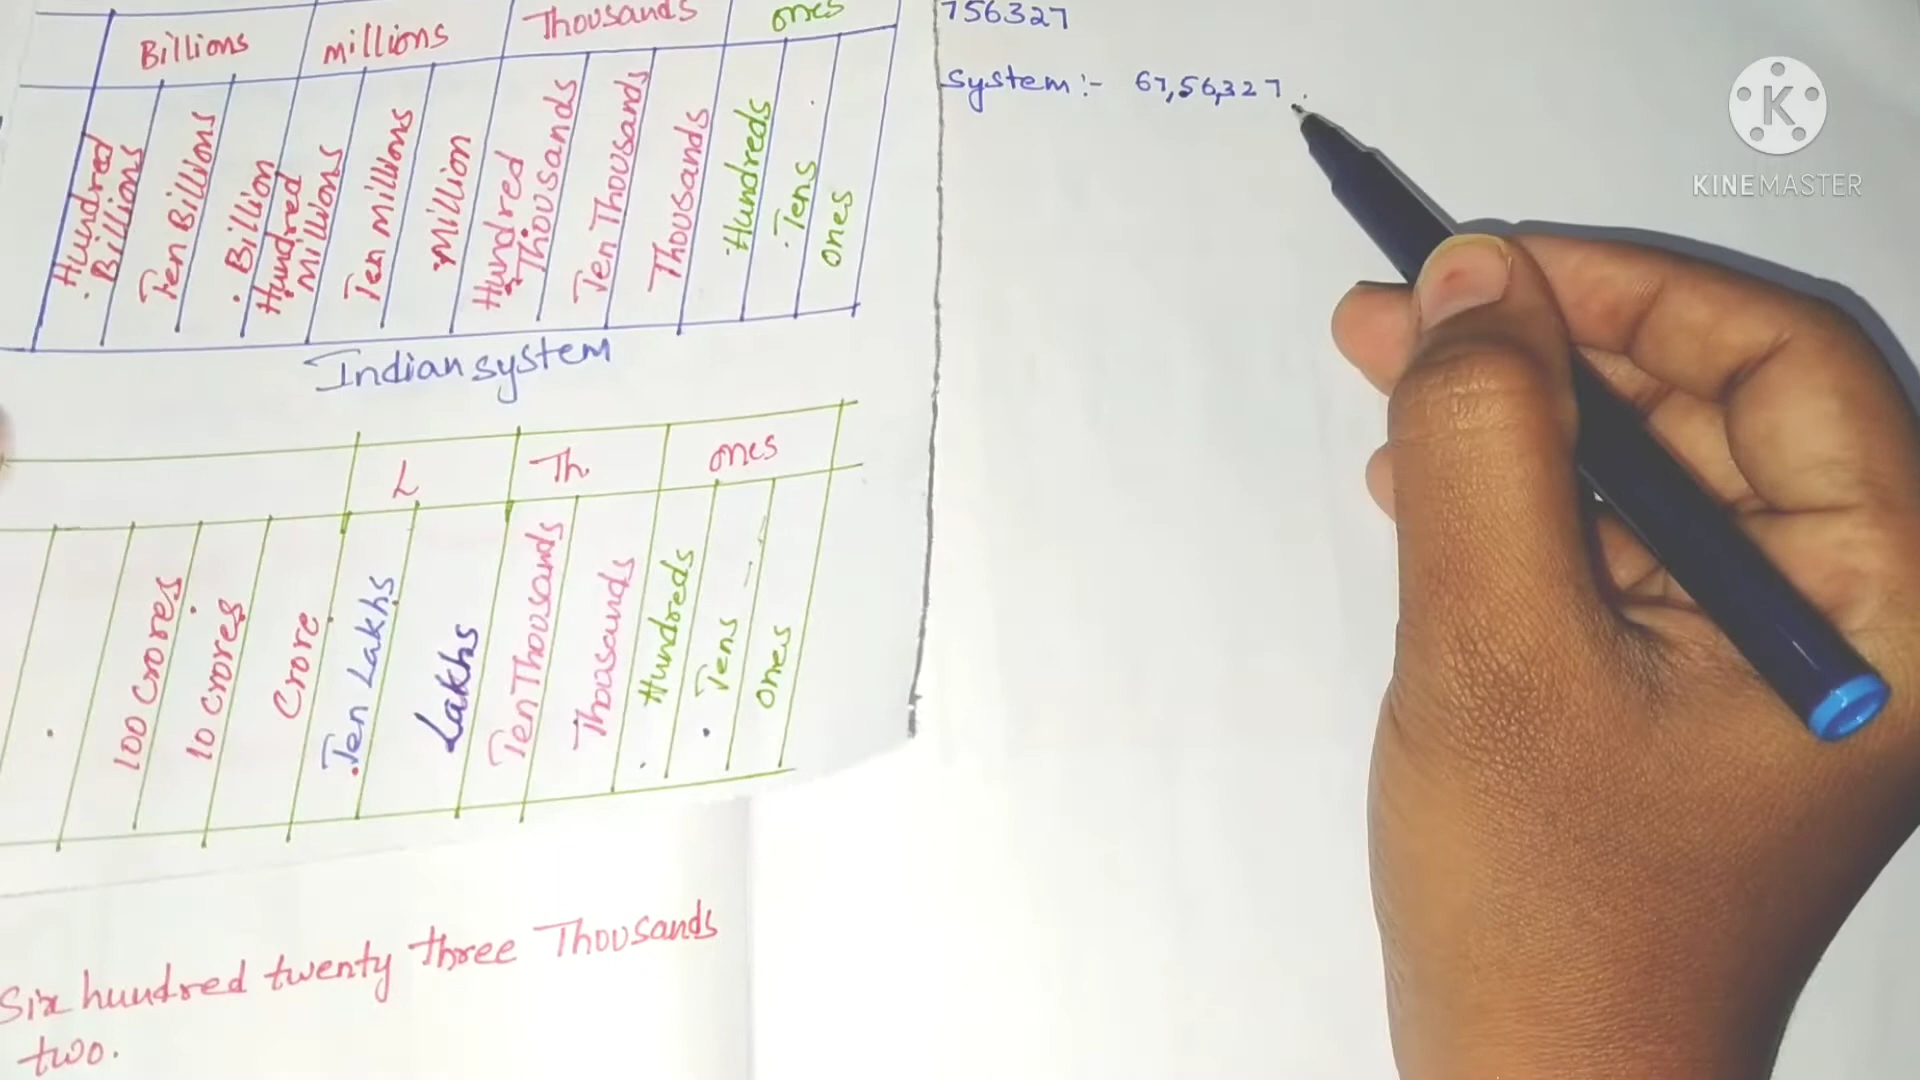 Billions millions Thousands ones
Hundred Billions
Ten Billions
Billion
Hundred Millions
Ten millions
Million
Hundred Thousands
Ten Thousands
Thousands
Hundreds
Tens
ones
Indian system
L Th. ones
100 crores
10 crores
Crore
Ten Lakhs
Lakhs
Ten Thousands
Thousands
Hundreds
Tens
ones
Six hundred twenty three Thousands
two.
756327
System:- 67,56,327
KINEMASTER